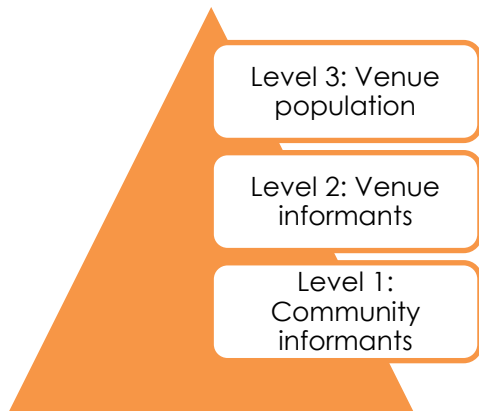 Level 3: Venue
population
Level 2: Venue
informants
Level 1:
Community
informants